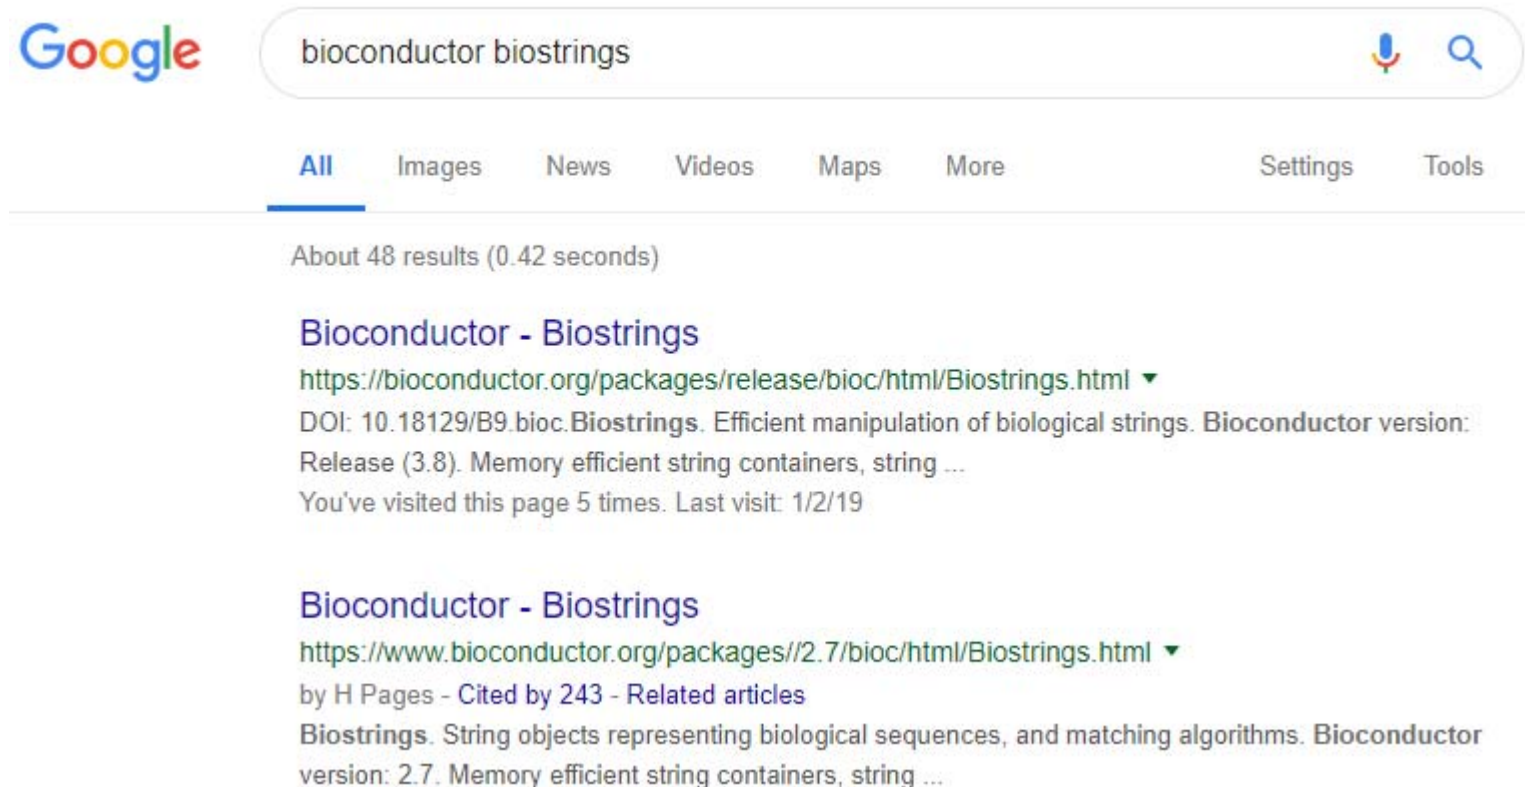 Google
bioconductor biostrings
All Images News Videos Maps More Settings Tools
About 48 results (0.42 seconds)
Bioconductor - Biostrings
https://bioconductor.org/packages/release/bioc/html/Biostrings.html
DOI: 10.18129/B9.bioc.Biostrings. Efficient manipulation of biological strings. Bioconductor version:
Release (3.8). Memory efficient string containers, string ...
You've visited this page 5 times. Last visit: 1/2/19
Bioconductor - Biostrings
https://www.bioconductor.org/packages//2.7/bioc/html/Biostrings.html
by H Pages - Cited by 243 - Related articles
Biostrings. String objects representing biological sequences, and matching algorithms. Bioconductor
version: 2.7. Memory efficient string containers, string ...